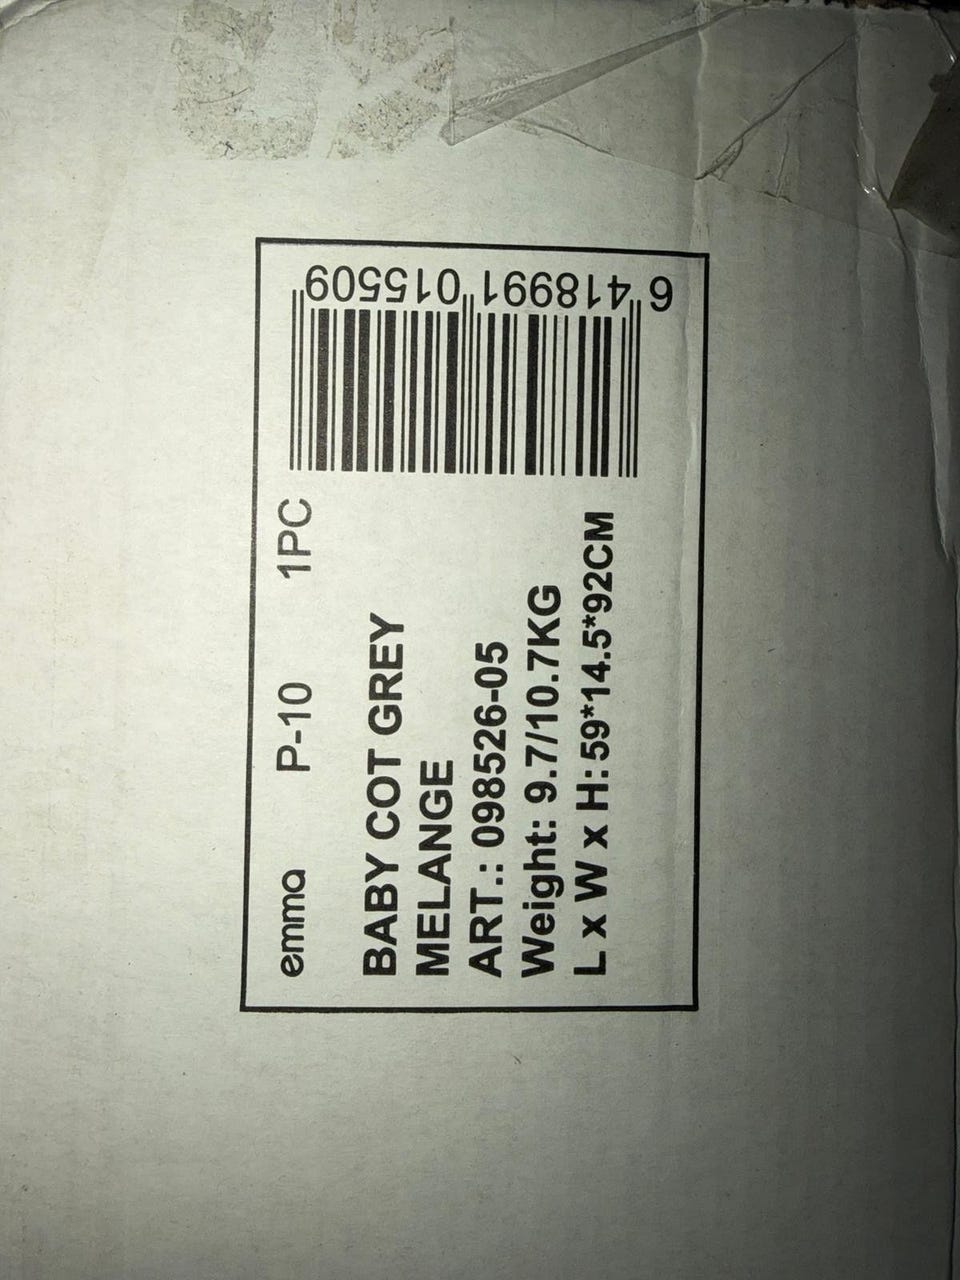 emma P-10 1PC
BABY COT GREY
MELANGE
ART.: 098526-05
Weight: 9.7/10.7KG
L x W x H: 59*14.5*92CM
6 418991 015509